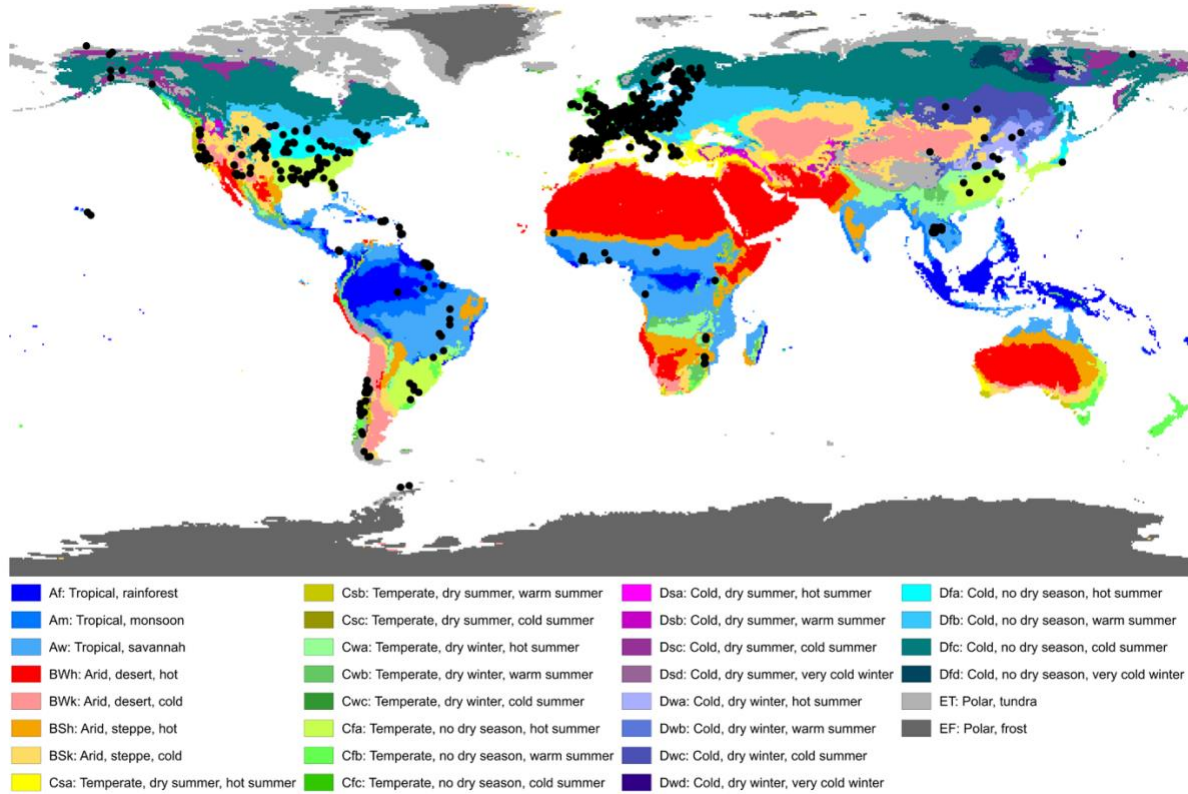 Af: Tropical, rainforest
Am: Tropical, monsoon
Aw: Tropical, savannah
BWh: Arid, desert, hot
BWk: Arid, desert, cold
BSh: Arid, steppe, hot
BSk: Arid, steppe, cold
Csa: Temperate, dry summer, hot summer
Csb: Temperate, dry summer, warm summer
Csc: Temperate, dry summer, cold summer
Cwa: Temperate, dry winter, hot summer
Cwb: Temperate, dry winter, warm summer
Cwc: Temperate, dry winter, cold summer
Cfa: Temperate, no dry season, hot summer
Cfb: Temperate, no dry season, warm summer
Cfc: Temperate, no dry season, cold summer
Dsa: Cold, dry summer, hot summer
Dsb: Cold, dry summer, warm summer
Dsc: Cold, dry summer, cold summer
Dsd: Cold, dry summer, very cold winter
Dwa: Cold, dry winter, hot summer
Dwb: Cold, dry winter, warm summer
Dwc: Cold, dry winter, cold summer
Dwd: Cold, dry winter, very cold winter
Dfa: Cold, no dry season, hot summer
Dfb: Cold, no dry season, warm summer
Dfc: Cold, no dry season, cold summer
Dfd: Cold, no dry season, very cold winter
ET: Polar, tundra
EF: Polar, frost